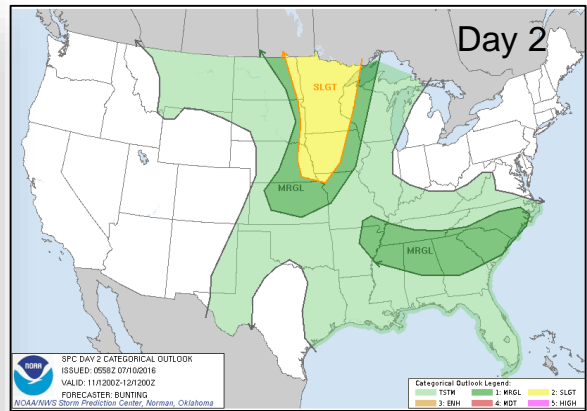 Day 2
SLGT
MRGL
MRGL
NOAA
SPC DAY 2 CATEGORICAL OUTLOOK
ISSUED: 0558Z 07/10/2016
VALID: 11/1200Z-12/1200Z
FORECASTER: BUNTING
NOAA/NWS Storm Prediction Center, Norman, Oklahoma
Categorical Outlook Legend:
TSTM 1: MRGL 2: SLGT
3: ENH 4: MDT 5: HIGH